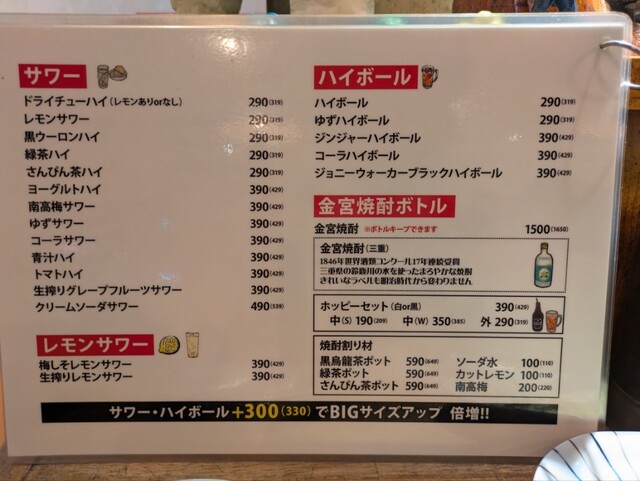 サワー
ドライチューハイ(レモンありorなし) 290(319)
レモンサワー 290(319)
黒ウーロンハイ 290(319)
緑茶ハイ 290(319)
さんぴん茶ハイ 290(319)
ヨーグルトハイ 390(429)
南高梅サワー 390(429)
ゆずサワー 390(429)
コーラサワー 390(429)
青汁ハイ 390(429)
トマトハイ 390(429)
生搾りグレープフルーツサワー 390(429)
クリームソーダサワー 490(539)
レモンサワー
梅しそレモンサワー 390(429)
生搾りレモンサワー 390(429)
ハイボール
ハイボール 290(319)
ゆずハイボール 290(319)
ジンジャーハイボール 390(429)
コーラハイボール 390(429)
ジョニーウォーカーブラックハイボール 390(429)
金宮焼酎ボトル
金宮焼酎 ※ボトルキープできます 1500(1650)
金宮焼酎(三重)
1846年世界酒類コンクール17年連続受賞
三重県の鈴鹿川の水を使ったまろやかな焼酎
きれいなラベルも明治時代から変わりません
ホッピーセット(白or黒) 390(429)
中(S) 190(209) 中(W) 350(385) 外 290(319)
焼酎割り材
黒烏龍茶ポット 590(649) ソーダ水 100(110)
緑茶ポット 590(649) カットレモン 100(110)
さんぴん茶ポット 590(649) 南高梅 200(220)
サワー・ハイボール+300(330)でBIGサイズアップ 倍増!!